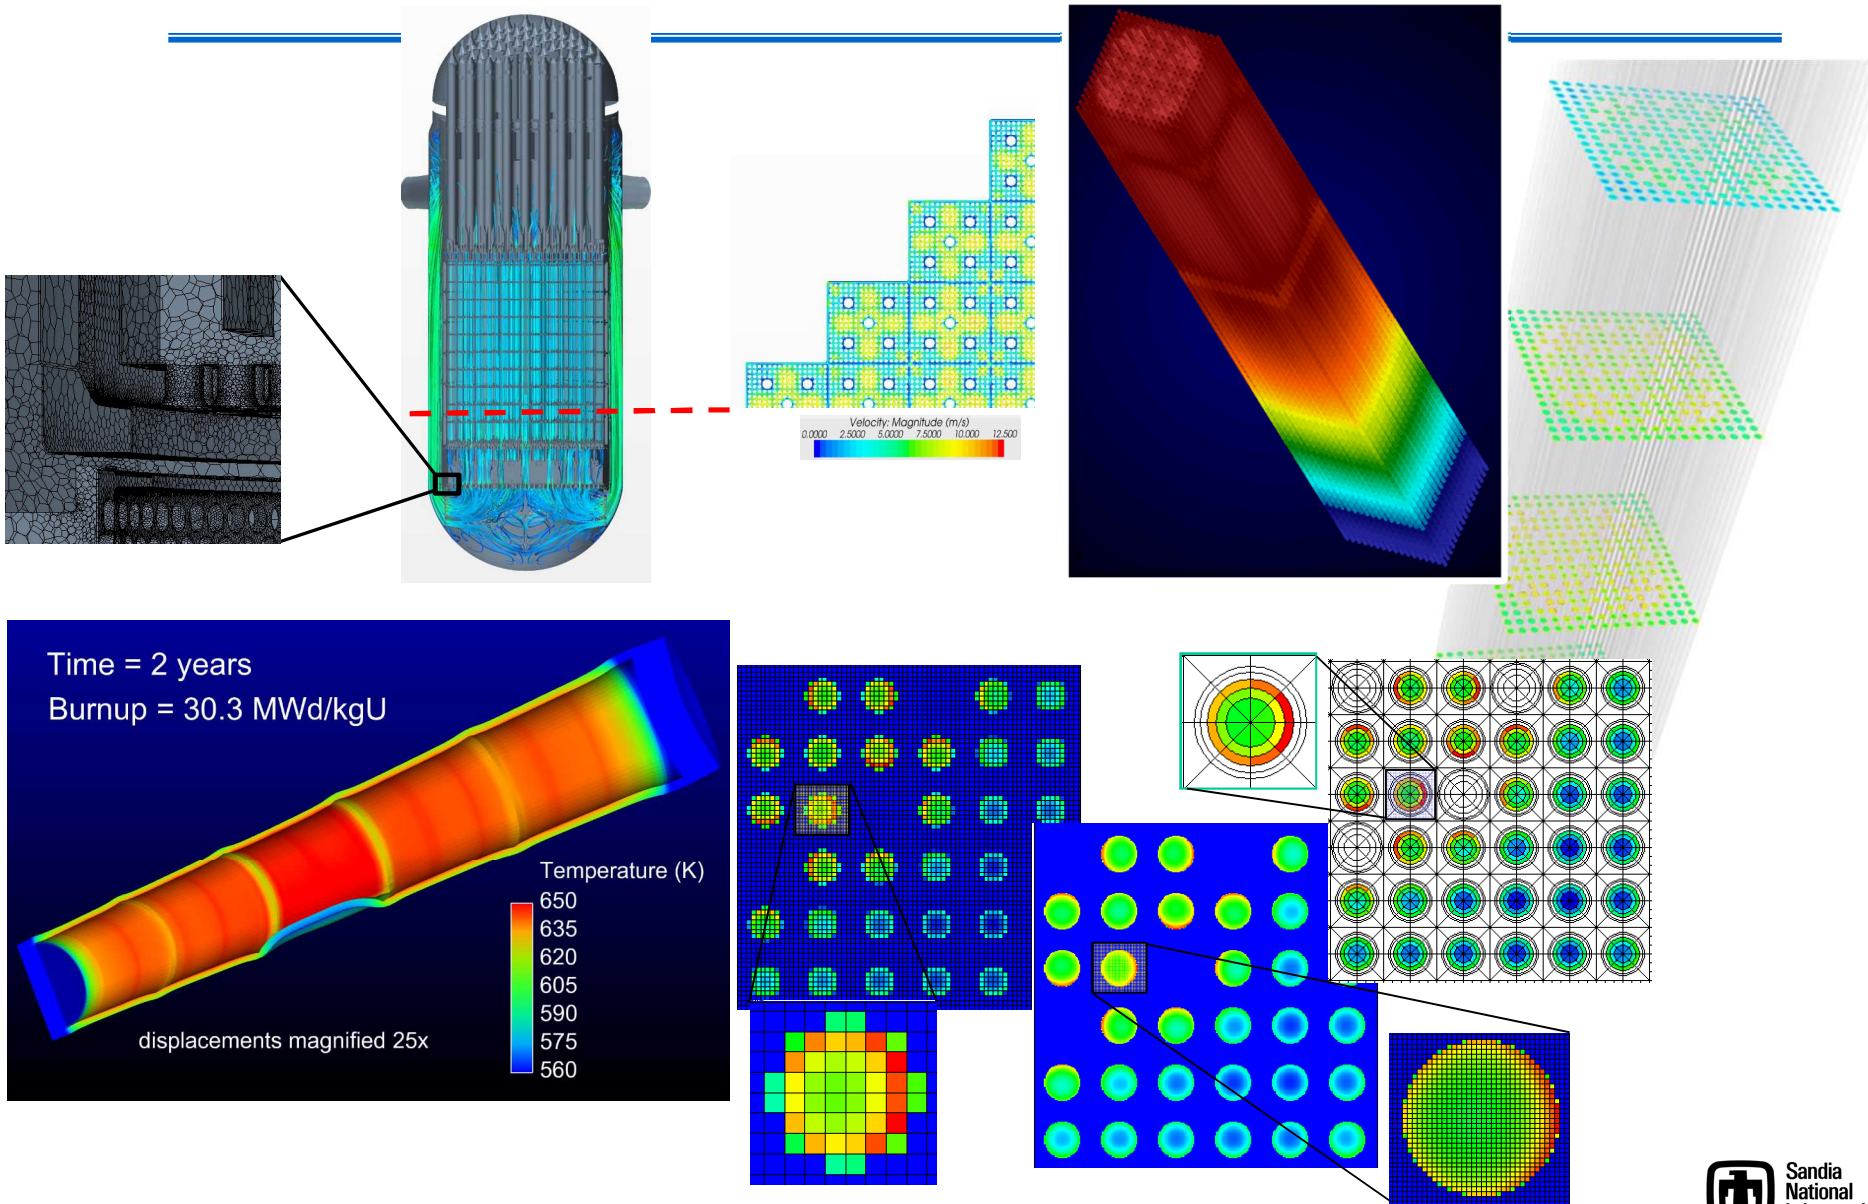 Velocity: Magnitude (m/s)
0.0000 2.5000 5.0000 7.5000 10.000 12.500
Time = 2 years
Burnup = 30.3 MWd/kgU
Temperature (K)
650
635
620
605
590
575
560
displacements magnified 25x
Sandia
National